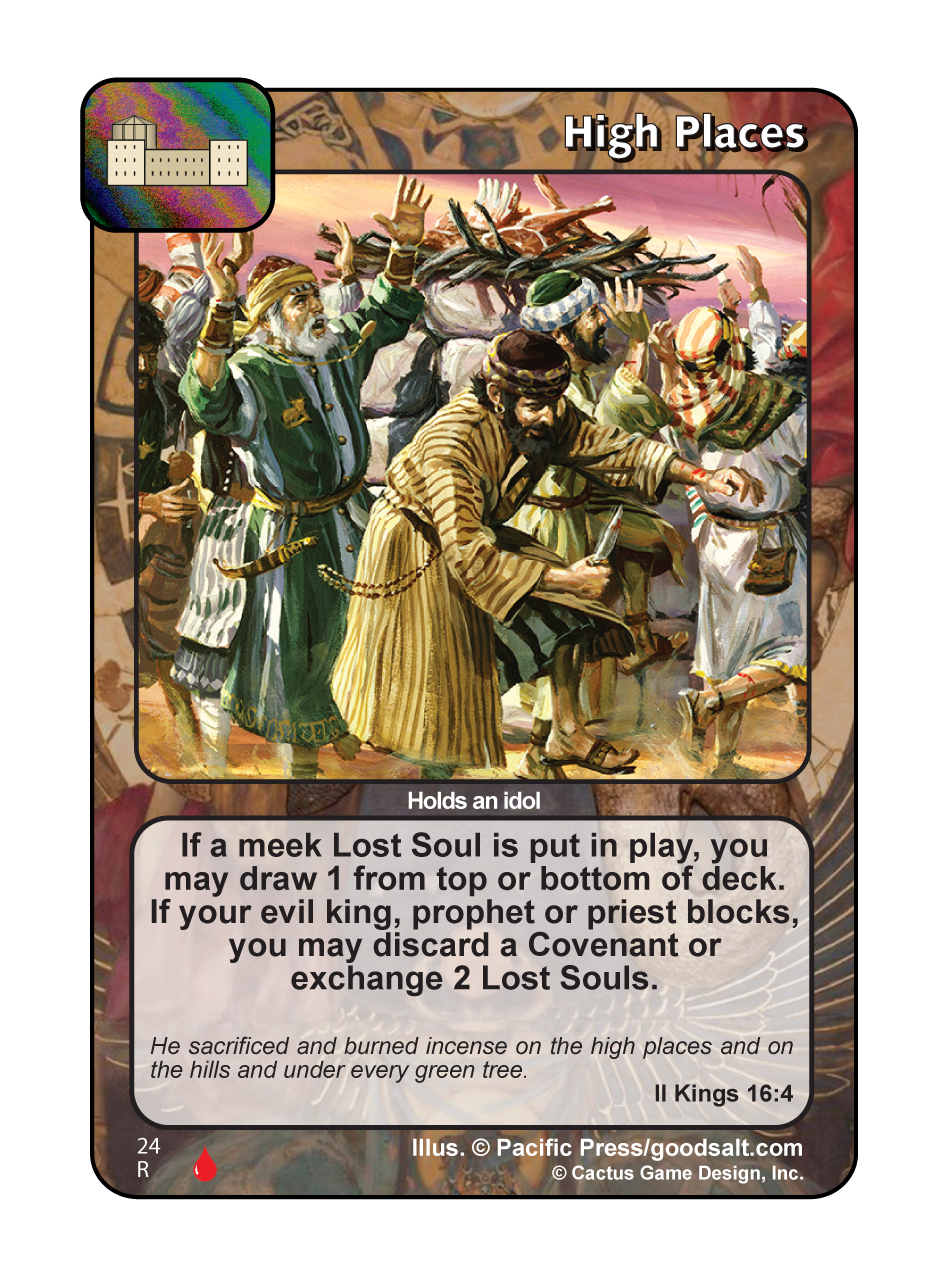 High Places
Holds an idol
If a meek Lost Soul is put in play, you
may draw 1 from top or bottom of deck.
If your evil king, prophet or priest blocks,
you may discard a Covenant or
exchange 2 Lost Souls.
He sacrificed and burned incense on the high places and on
the hills and under every green tree.
II Kings 16:4
24
R
Illus. © Pacific Press/goodsalt.com
© Cactus Game Design, Inc.